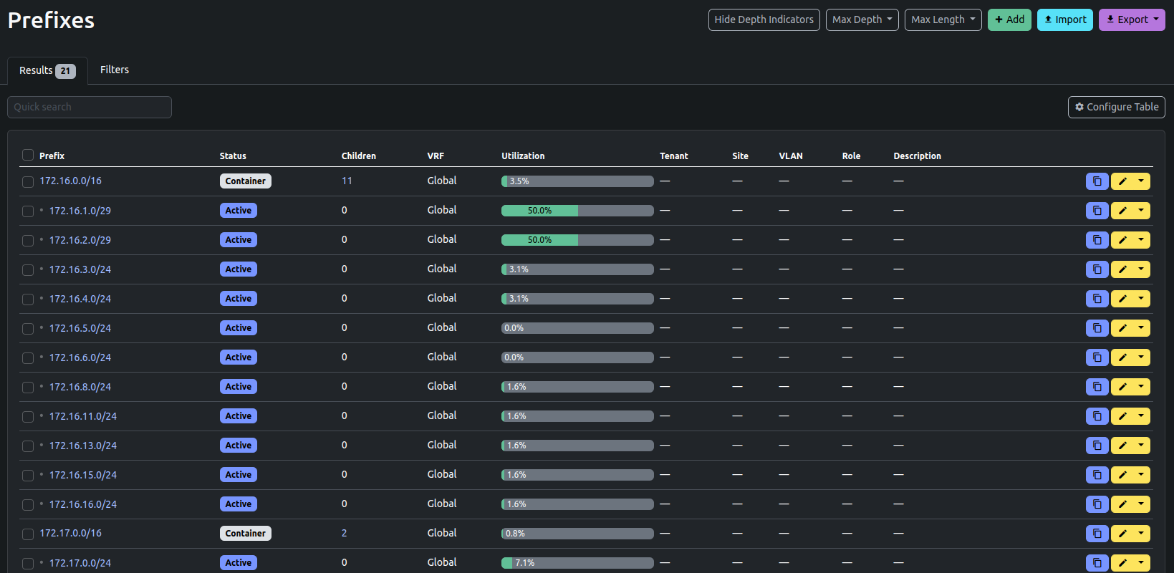 Prefixes
Hide Depth Indicators Max Depth Max Length + Add Import Export
Results 21 Filters
Quick search Configure Table
Prefix Status Children VRF Utilization Tenant Site VLAN Role Description
172.16.0.0/16 Container 11 Global 3.5% — — — — —
• 172.16.1.0/29 Active 0 Global 50.0% — — — — —
• 172.16.2.0/29 Active 0 Global 50.0% — — — — —
• 172.16.3.0/24 Active 0 Global 3.1% — — — — —
• 172.16.4.0/24 Active 0 Global 3.1% — — — — —
• 172.16.5.0/24 Active 0 Global 0.0% — — — — —
• 172.16.6.0/24 Active 0 Global 0.0% — — — — —
• 172.16.8.0/24 Active 0 Global 1.6% — — — — —
• 172.16.11.0/24 Active 0 Global 1.6% — — — — —
• 172.16.13.0/24 Active 0 Global 1.6% — — — — —
• 172.16.15.0/24 Active 0 Global 1.6% — — — — —
• 172.16.16.0/24 Active 0 Global 1.6% — — — — —
172.17.0.0/16 Container 2 Global 0.8% — — — — —
• 172.17.0.0/24 Active 0 Global 7.1% — — — — —